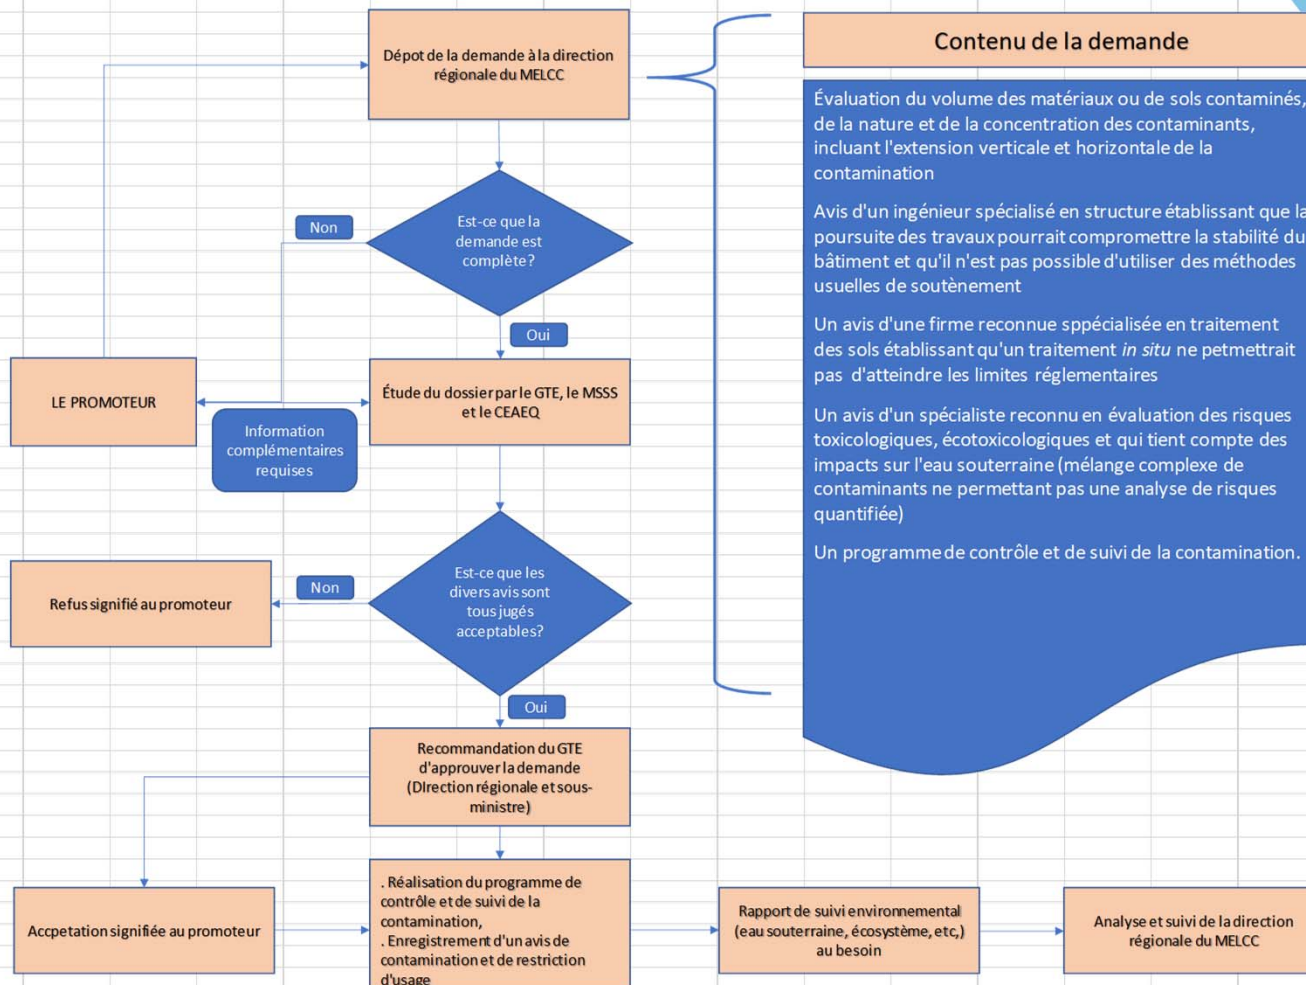 Dépot de la demande à la direction
régionale du MELCC
Est-ce que la
demande est
complète?
Non
Oui
LE PROMOTEUR
Étude du dossier par le GTE, le MSSS
et le CEAEQ
Information
complémentaires
requises
Est-ce que les
divers avis sont
tous jugés
acceptables?
Non
Refus signifié au promoteur
Oui
Recommandation du GTE
d'approuver la demande
(DIrection régionale et sous-
ministre)
Accpetation signifiée au promoteur
. Réalisation du programme de
contrôle et de suivi de la
contamination,
. Enregistrement d'un avis de
contamination et de restriction
d'usage
Rapport de suivi environnemental
(eau souterraine, écosystème, etc,)
au besoin
Analyse et suivi de la direction
régionale du MELCC
Contenu de la demande
Évaluation du volume des matériaux ou de sols contaminés,
de la nature et de la concentration des contaminants,
incluant l'extension verticale et horizontale de la
contamination
Avis d'un ingénieur spécialisé en structure établissant que la
poursuite des travaux pourrait compromettre la stabilité du
bâtiment et qu'il n'est pas possible d'utiliser des méthodes
usuelles de soutènement
Un avis d'une firme reconnue sppécialisée en traitement
des sols établissant qu'un traitement in situ ne petmettrait
pas d'atteindre les limites réglementaires
Un avis d'un spécialiste reconnu en évaluation des risques
toxicologiques, écotoxicologiques et qui tient compte des
impacts sur l'eau souterraine (mélange complexe de
contaminants ne permettant pas une analyse de risques
quantifiée)
Un programme de contrôle et de suivi de la contamination.